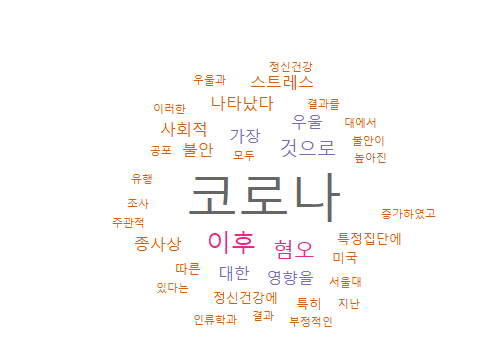 정신건강
우울과 스트레스
이러한 나타났다 결과를
사회적 가장 우울 대에서
공포 불안 모두 것으로 불안이
높아진
코로나
유행
조사
주관적 증가하였고
종사상 이후 혐오 특정집단에
미국
따른 대한 영향을 서울대
있다는
정신건강에 특히 지난
인류학과 결과 부정적인